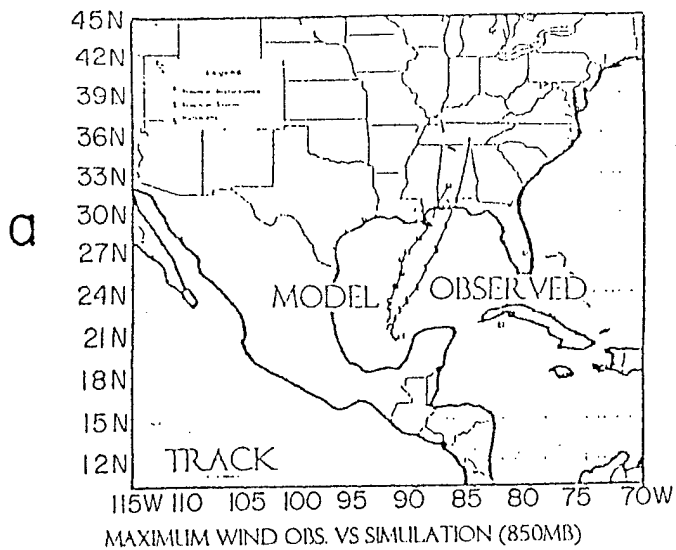 a
45N
42N
39N
36N
33N
30N
27N
24N
21N
18N
15N
12N
Legend
MODEL
OBSERVED
TRACK
115W 110 105 100 95 90 85 80 75 70W
MAXIMUM WIND OBS. VS SIMULATION (850MB)